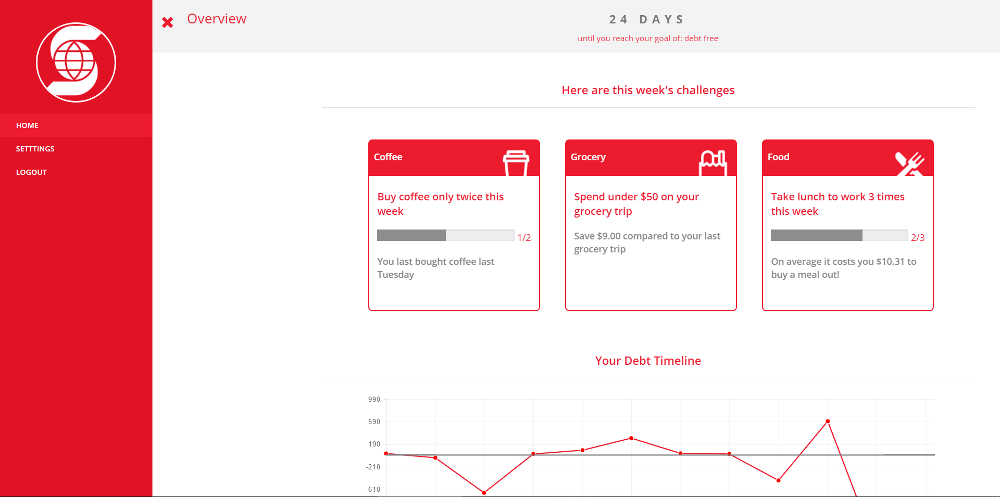 Overview
24 DAYS
until you reach your goal of: debt free
HOME
SETTTINGS
LOGOUT
Here are this week's challenges
Coffee
Buy coffee only twice this
week
1/2
You last bought coffee last
Tuesday
Grocery
Spend under $50 on your
grocery trip
Save $9.00 compared to your last
grocery trip
Food
Take lunch to work 3 times
this week
2/3
On average it costs you $10.31 to
buy a meal out!
Your Debt Timeline
990
590
190
-210
-610